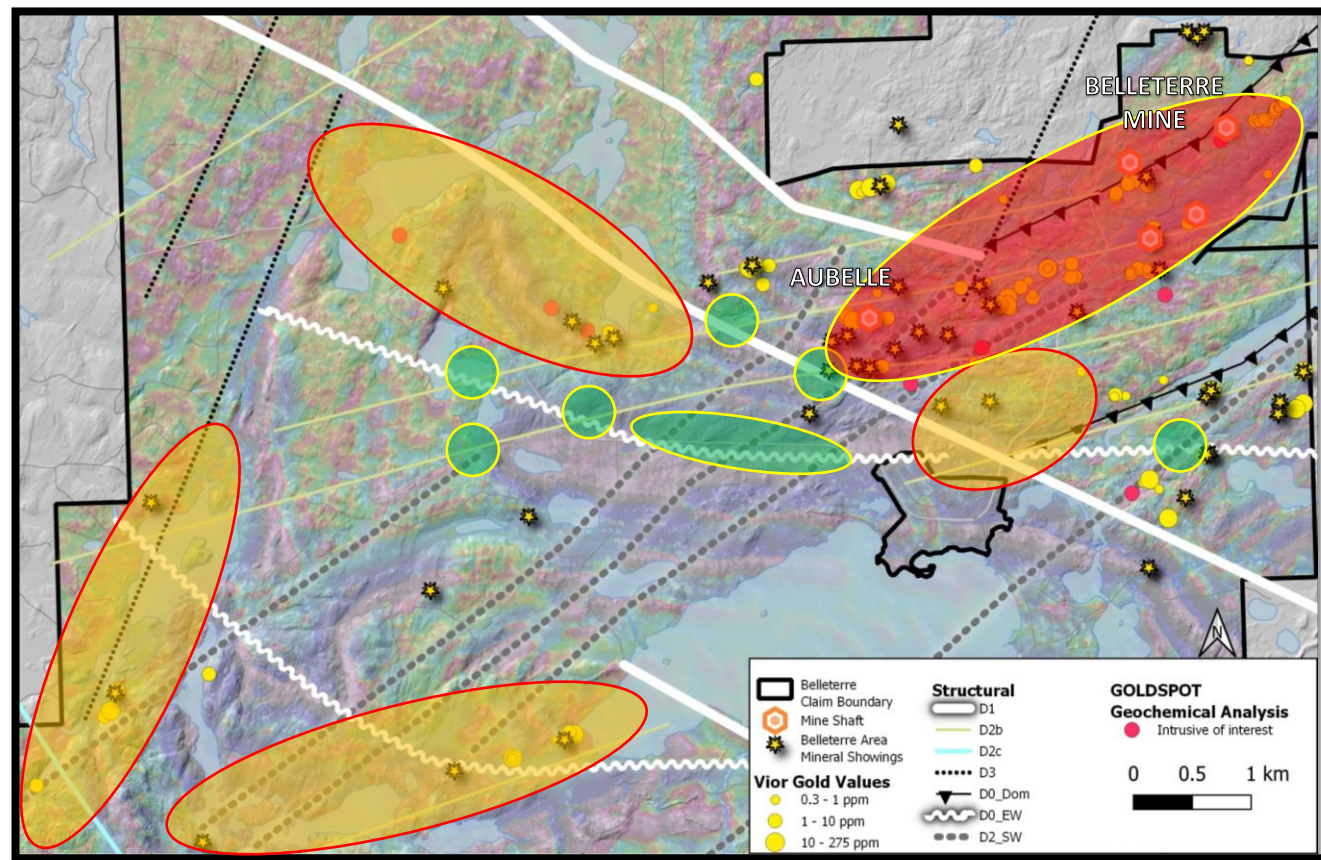 BELLETERRE
MINE
AUBELLE
N
Belleterre
Claim Boundary
Mine Shaft
Belleterre Area
Mineral Showings
Vior Gold Values
0.3 - 1 ppm
1 - 10 ppm
10 - 275 ppm
Structural
D1
D2b
D2c
D3
D0_Dom
D0_EW
D2_SW
GOLDSPOT
Geochemical Analysis
Intrusive of interest
0 0.5 1 km